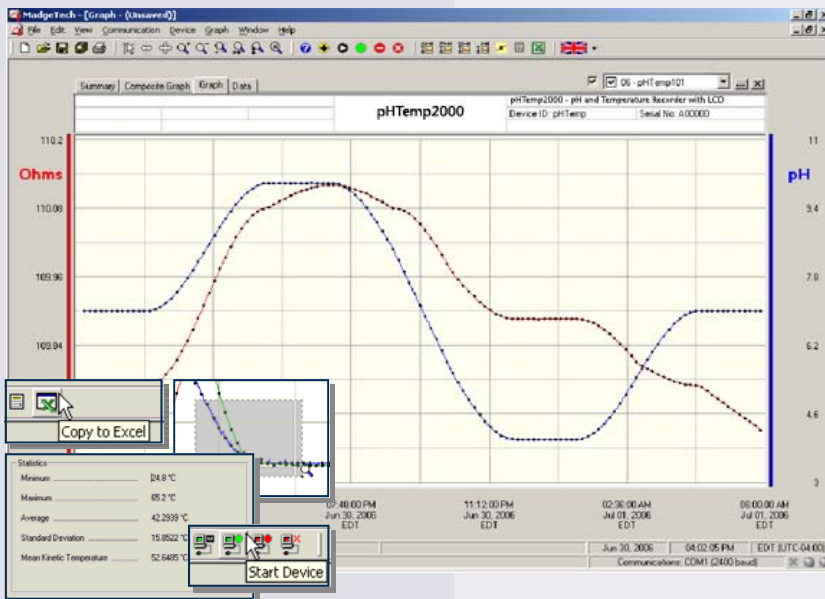 MadgeTech - [Graph - (Unsaved)]
File Edit View Communication Device Graph Window Help
Summary Composite Graph Graph Data
06 - pHTemp101
pHTemp2000
pHTemp2000 - pH and Temperature Recorder with LCD
Device ID: pHTemp Serial No: A00000
110.2
Ohms
110.08
109.96
109.84
11
pH
9.4
7.8
6.2
4.6
3
Copy to Excel
Statistics
Minimum 24.8 °C
Maximum 65.2 °C
Average 42.2939 °C
Standard Deviation 15.8522 °C
Mean Kinetic Temperature 52.6485 °C
Start Device
07:48:00 PM
Jun 30, 2006
EDT
11:12:00 PM
Jun 30, 2006
EDT
02:36:00 AM
Jul 01, 2006
EDT
06:00:00 AM
Jul 01, 2006
EDT
Jun 30, 2006 04:02:05 PM EDT (UTC-04:00)
Communications: COM1 (2400 baud)